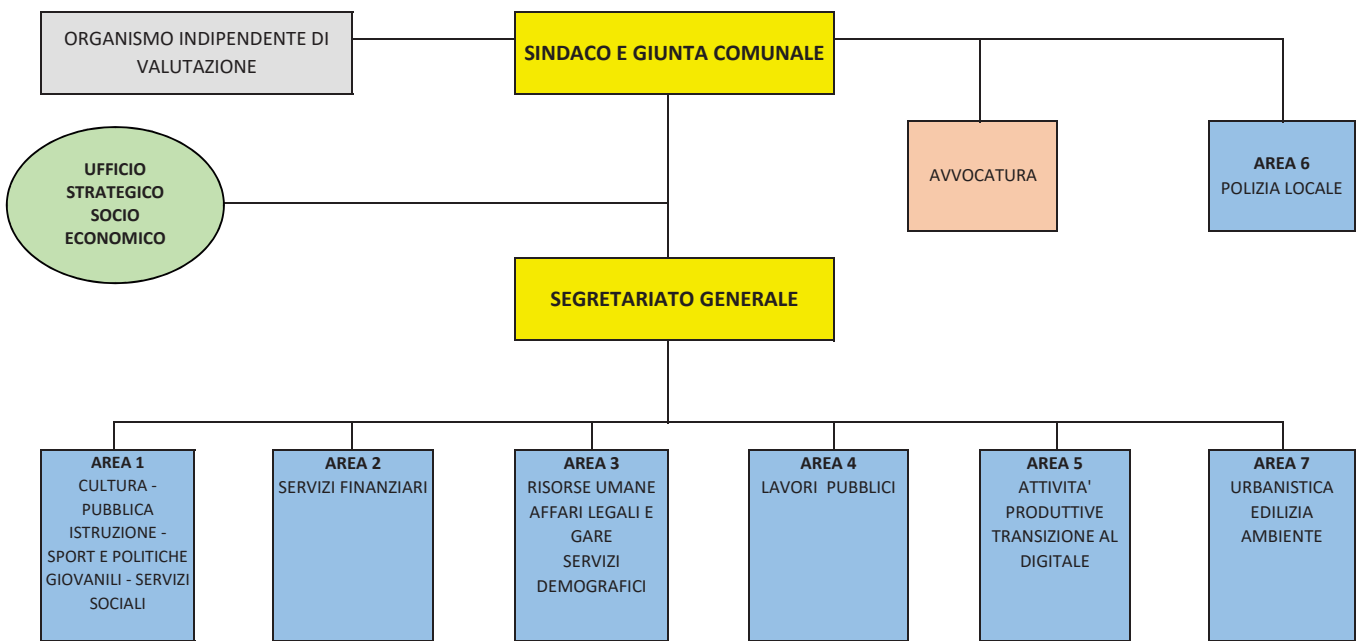 ORGANISMO INDIPENDENTE DI
VALUTAZIONE
SINDACO E GIUNTA COMUNALE
UFFICIO
STRATEGICO
SOCIO
ECONOMICO
AVVOCATURA
AREA 6
POLIZIA LOCALE
SEGRETARIATO GENERALE
AREA 1
CULTURA -
PUBBLICA
ISTRUZIONE -
SPORT E POLITICHE
GIOVANILI - SERVIZI
SOCIALI
AREA 2
SERVIZI FINANZIARI
AREA 3
RISORSE UMANE
AFFARI LEGALI E
GARE
SERVIZI
DEMOGRAFICI
AREA 4
LAVORI  PUBBLICI
AREA 5
ATTIVITA'
PRODUTTIVE
TRANSIZIONE AL
DIGITALE
AREA 7
URBANISTICA
EDILIZIA
AMBIENTE